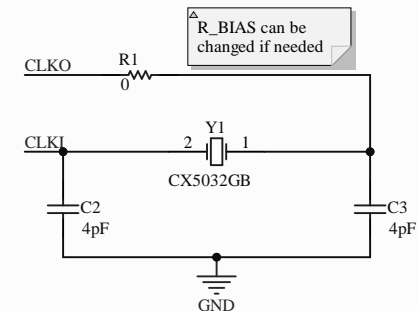 R_BIAS can be
changed if needed
CLKO
R1
0
CLKI
Y1
2
1
CX5032GB
C2
4pF
C3
4pF
GND